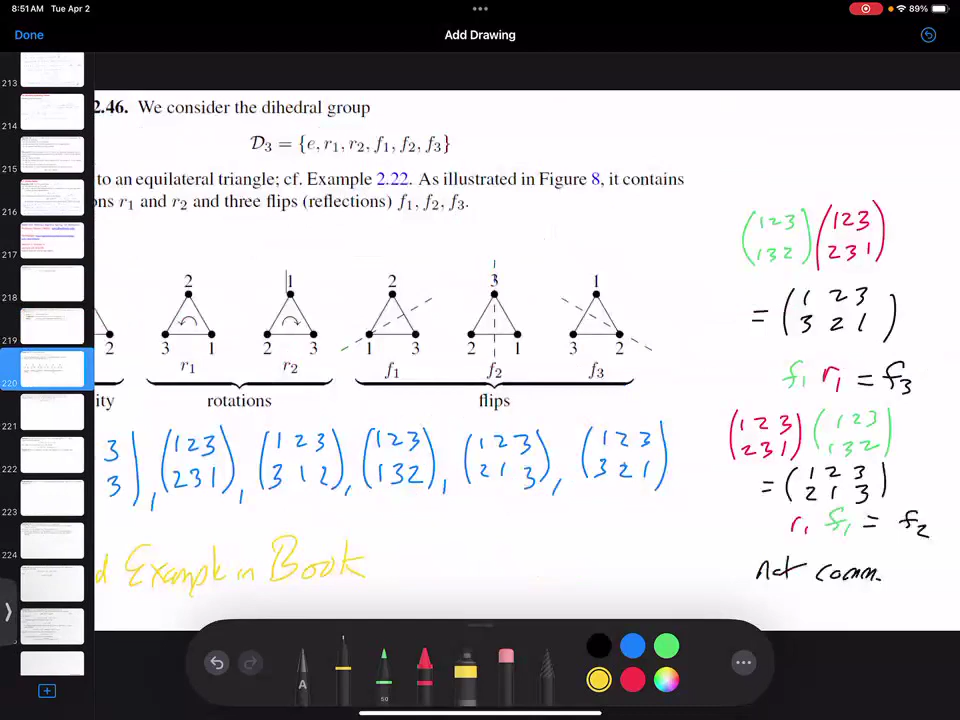 8:51 AM Tue Apr 2
89%
Done
Add Drawing
213
214
215
216
217
218
219
220
221
222
223
224
2.46. We consider the dihedral group
D₃ = {e, r₁, r₂, f₁, f₂, f₃}
to an equilateral triangle; cf. Example 2.22. As illustrated in Figure 8, it contains
ns r₁ and r₂ and three flips (reflections) f₁, f₂, f₃.
2 1 2 3 1
2 3 1 2 3 1 3 2 1 3 2
r₁ r₂ f₁ f₂ f₃
ity rotations flips
3 ) , ( 1 2 3 ) , ( 1 2 3 ) , ( 1 2 3 ) , ( 1 2 3 ) , ( 1 2 3 )
3 ) , ( 2 3 1 ) , ( 3 1 2 ) , ( 1 3 2 ) , ( 2 1 3 ) , ( 3 2 1 )
d Example in Book
( 1 2 3 ) ( 1 2 3 )
( 1 3 2 ) ( 2 3 1 )
= ( 1 2 3 )
( 3 2 1 )
f₁ r₁ = f₃
( 1 2 3 ) ( 1 2 3 )
( 2 3 1 ) ( 1 3 2 )
= ( 1 2 3 )
( 2 1 3 )
r₁ f₁ = f₂
not comm.
A
50